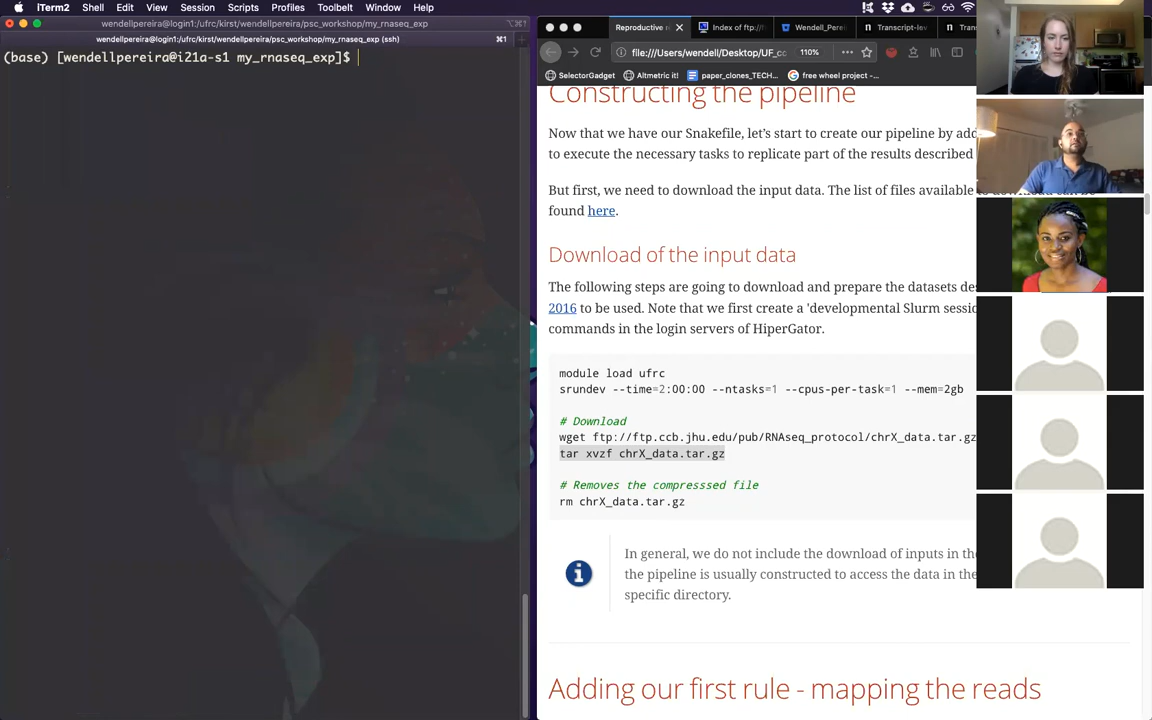 iTerm2 Shell Edit View Session Scripts Profiles Toolbelt Window Help
wendellpereira@login1:/ufrc/kirst/wendellpereira/psc_workshop/my_rnaseq_exp
wendellpereira@login1:/ufrc/kirst/wendellpereira/psc_workshop/my_rnaseq_exp (ssh)
⌘1
(base) [wendellpereira@i21a-s1 my_rnaseq_exp]$
Reproductive r
Index of ftp://f
Wendell_Perei
Transcript-lev
Tran
file:///Users/wendell/Desktop/UF_cc
110%
SelectorGadget
Altmetric it!
paper_clones_TECH...
free wheel project -...
Constructing the pipeline
Now that we have our Snakefile, let's start to create our pipeline by add
to execute the necessary tasks to replicate part of the results described
But first, we need to download the input data. The list of files available
found here.
Download of the input data
The following steps are going to download and prepare the datasets des
2016 to be used. Note that we first create a 'developmental Slurm sessio
commands in the login servers of HiperGator.
module load ufrc
srundev --time=2:00:00 --ntasks=1 --cpus-per-task=1 --mem=2gb
# Download
wget ftp://ftp.ccb.jhu.edu/pub/RNAseq_protocol/chrX_data.tar.gz
tar xvzf chrX_data.tar.gz
# Removes the compresssed file
rm chrX_data.tar.gz
In general, we do not include the download of inputs in the
the pipeline is usually constructed to access the data in the
specific directory.
Adding our first rule - mapping the reads